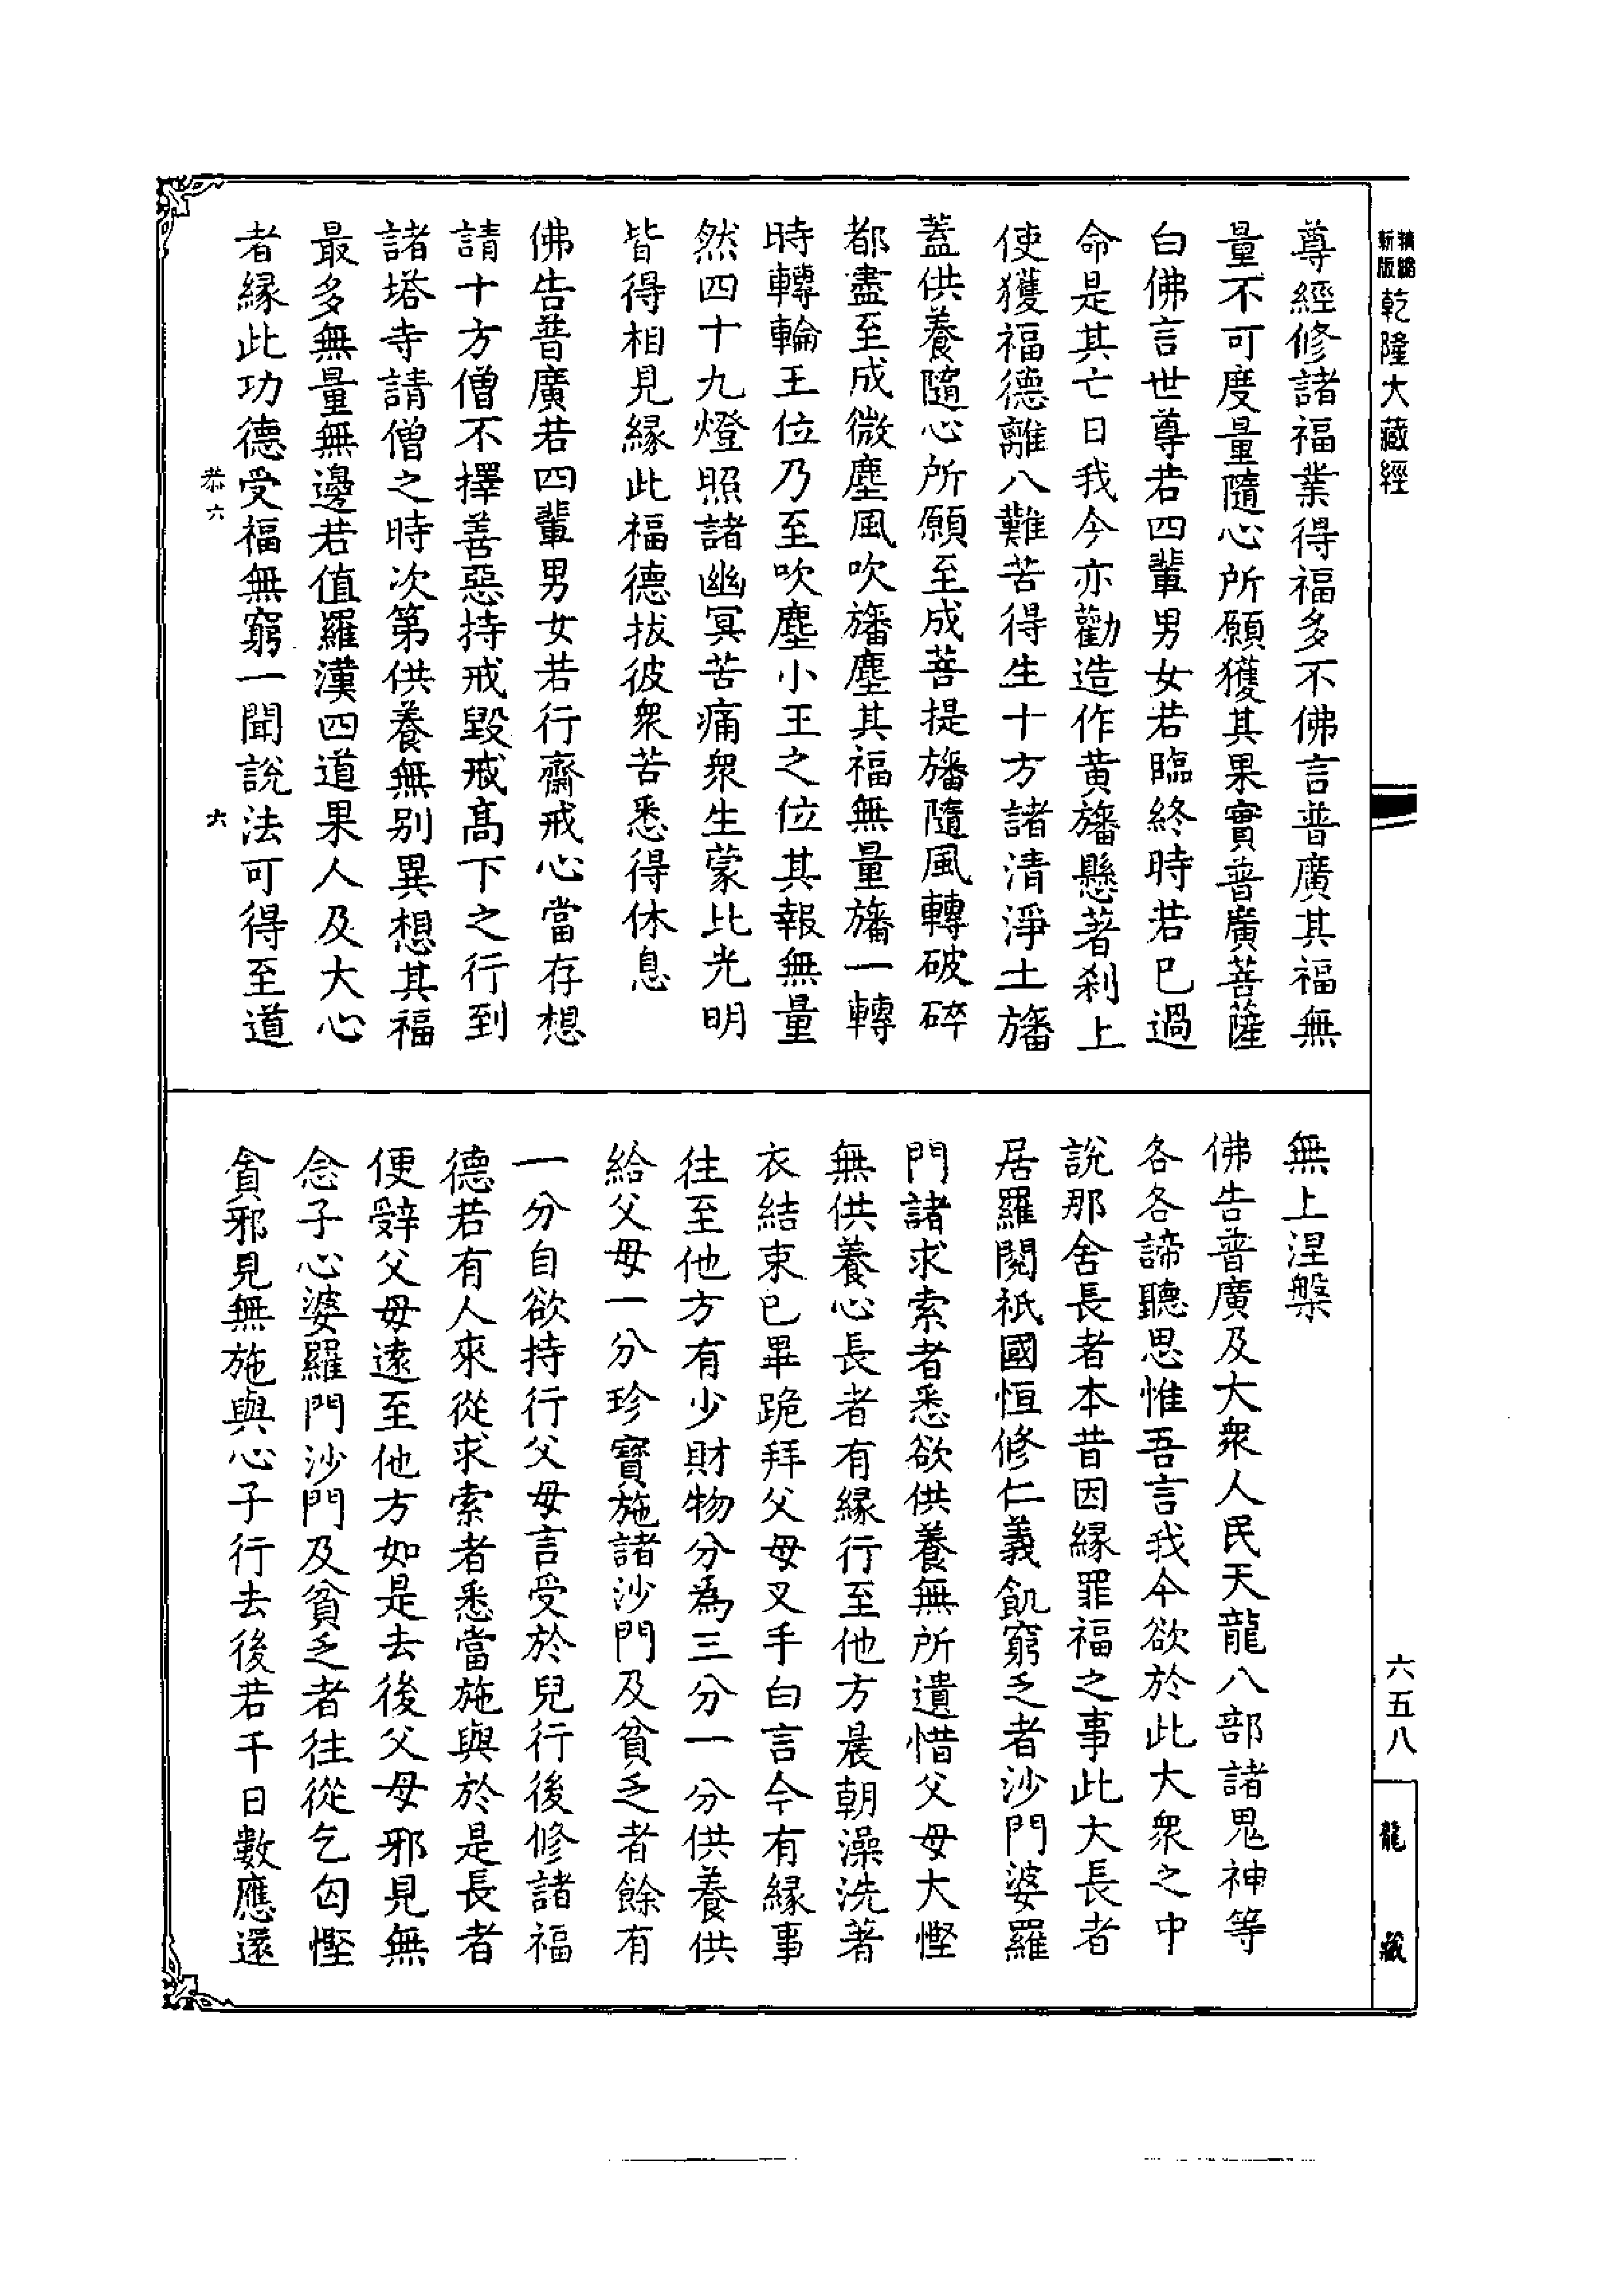 精縮
新版
乾隆大藏經
尊經修諸福業得福多不佛言普廣其福無
量不可度量隨心所願獲其果實普廣菩薩
白佛言世尊若四輩男女若臨終時若已過
命是其亡日我今亦勸造作黄旛懸著刹上
使獲福德離八難苦得生十方諸清淨土旛
蓋供養隨心所願至成菩提旛隨風轉破碎
都盡至成微塵風吹旛塵其福無量旛一轉
時轉輪王位乃至吹塵小王之位其報無量
然四十九燈照諸幽冥苦痛衆生蒙比光明
皆得相見縁此福德拔彼衆苦悉得休息
佛告普廣若四輩男女若行齋戒心當存想
請十方僧不擇善惡持戒毀戒髙下之行到
諸塔寺請僧之時次第供養無別異想其福
最多無量無邊若值羅漢四道果人及大心
者縁此功德受福無窮一聞說法可得至道
恭六
六
無上涅槃
佛告普廣及大衆人民天龍八部諸鬼神等
各各諦聽思惟吾言我今欲於此大衆之中
說那舍長者本昔因縁罪福之事此大長者
居羅閱祇國恒修仁義飢窮乏者沙門婆羅
門諸求索者悉欲供養無所遺惜父母大慳
無供養心長者有縁行至他方晨朝澡洗著
衣結束已畢跪拜父母叉手白言今有縁事
往至他方有少財物分為三分一分供養供
給父母一分珍寶施諸沙門及貧乏者餘有
一分自欲持行父母言受於兒行後修諸福
德若有人來從求索者悉當施與於是長者
便辤父母遠至他方如是去後父母邪見無
念子心婆羅門沙門及貧乏者往從乞匃慳
貪邪見無施與心子行去後若干日數應還
六五八
龍藏